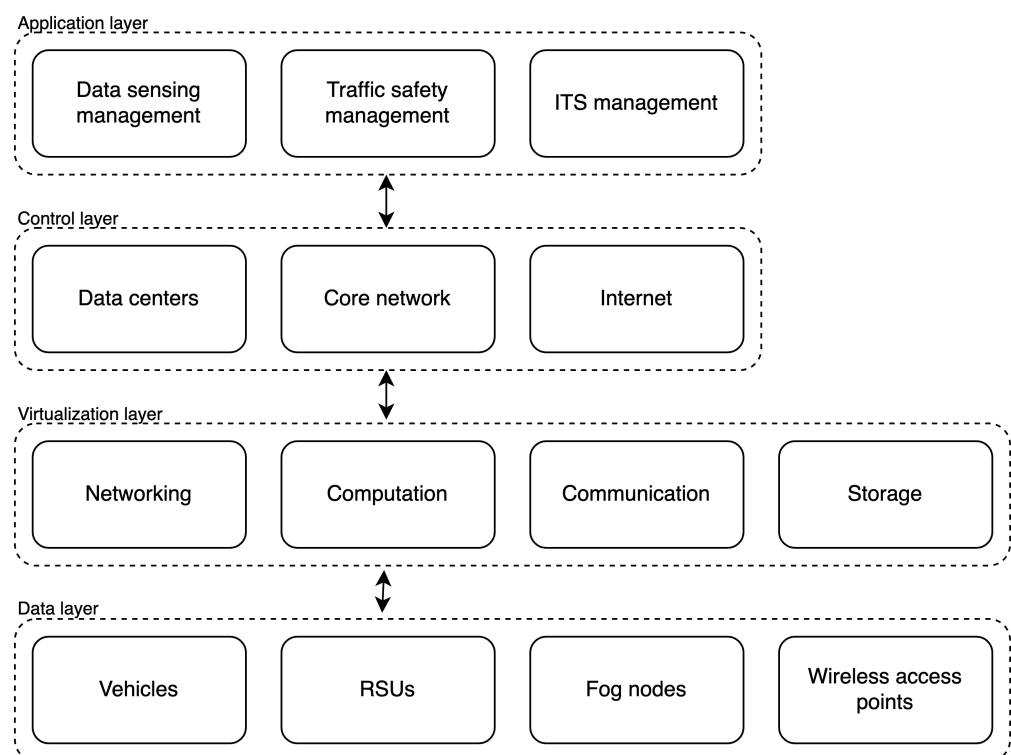 Application layer
Data sensing
management
Traffic safety
management
ITS management
Control layer
Data centers
Core network
Internet
Virtualization layer
Networking
Computation
Communication
Storage
Data layer
Vehicles
RSUs
Fog nodes
Wireless access
points